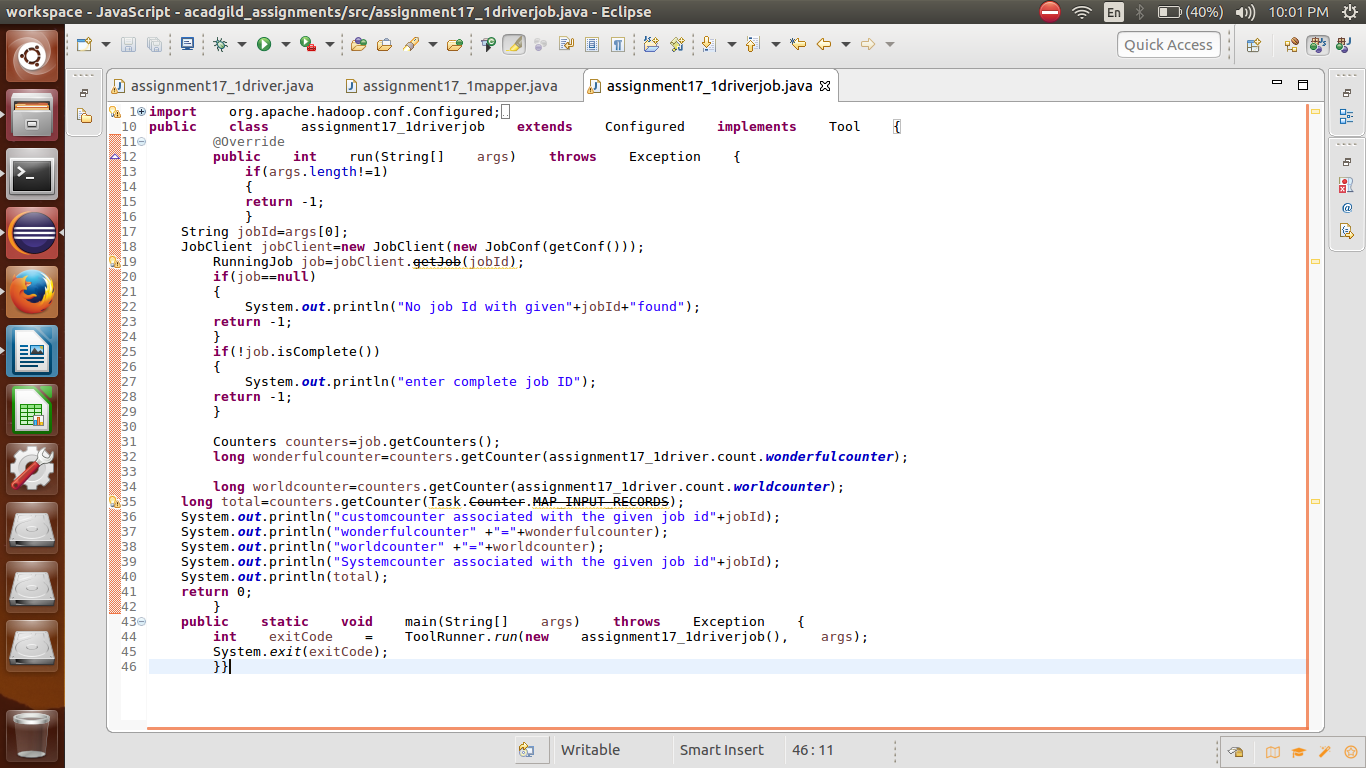 workspace - JavaScript - acadgild_assignments/src/assignment17_1driverjob.java - Eclipse
En (40%) 10:01 PM
Quick Access
assignment17_1driver.java assignment17_1mapper.java assignment17_1driverjob.java
1 import org.apache.hadoop.conf.Configured;
10 public class assignment17_1driverjob extends Configured implements Tool {
11 @Override
12 public int run(String[] args) throws Exception {
13 if(args.length!=1)
14 {
15 return -1;
16 }
17 String jobId=args[0];
18 JobClient jobClient=new JobClient(new JobConf(getConf()));
19 RunningJob job=jobClient.getJob(jobId);
20 if(job==null)
21 {
22 System.out.println("No job Id with given"+jobId+"found");
23 return -1;
24 }
25 if(!job.isComplete())
26 {
27 System.out.println("enter complete job ID");
28 return -1;
29 }
30
31 Counters counters=job.getCounters();
32 long wonderfulcounter=counters.getCounter(assignment17_1driver.count.wonderfulcounter);
33
34 long worldcounter=counters.getCounter(assignment17_1driver.count.worldcounter);
35 long total=counters.getCounter(Task.Counter.MAP_INPUT_RECORDS);
36 System.out.println("customcounter associated with the given job id"+jobId);
37 System.out.println("wonderfulcounter" +"="+wonderfulcounter);
38 System.out.println("worldcounter" +"="+worldcounter);
39 System.out.println("Systemcounter associated with the given job id"+jobId);
40 System.out.println(total);
41 return 0;
42 }
43 public static void main(String[] args) throws Exception {
44 int exitCode = ToolRunner.run(new assignment17_1driverjob(), args);
45 System.exit(exitCode);
46 }}
Writable Smart Insert 46 : 11